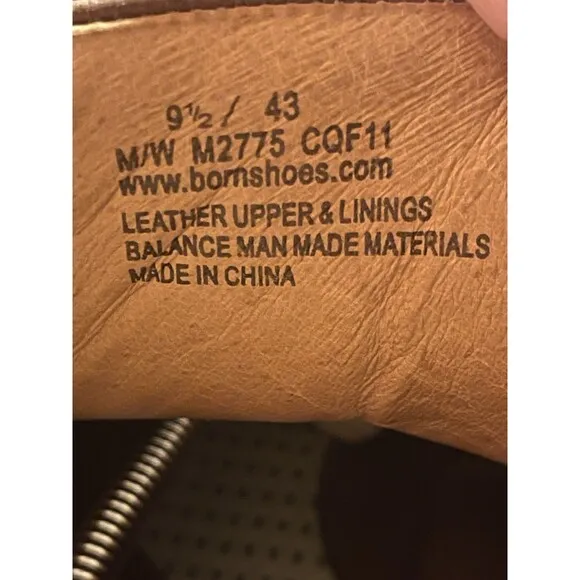 9½ / 43
M/W M2775 CQF11
www.bornshoes.com
LEATHER UPPER & LININGS
BALANCE MAN MADE MATERIALS
MADE IN CHINA